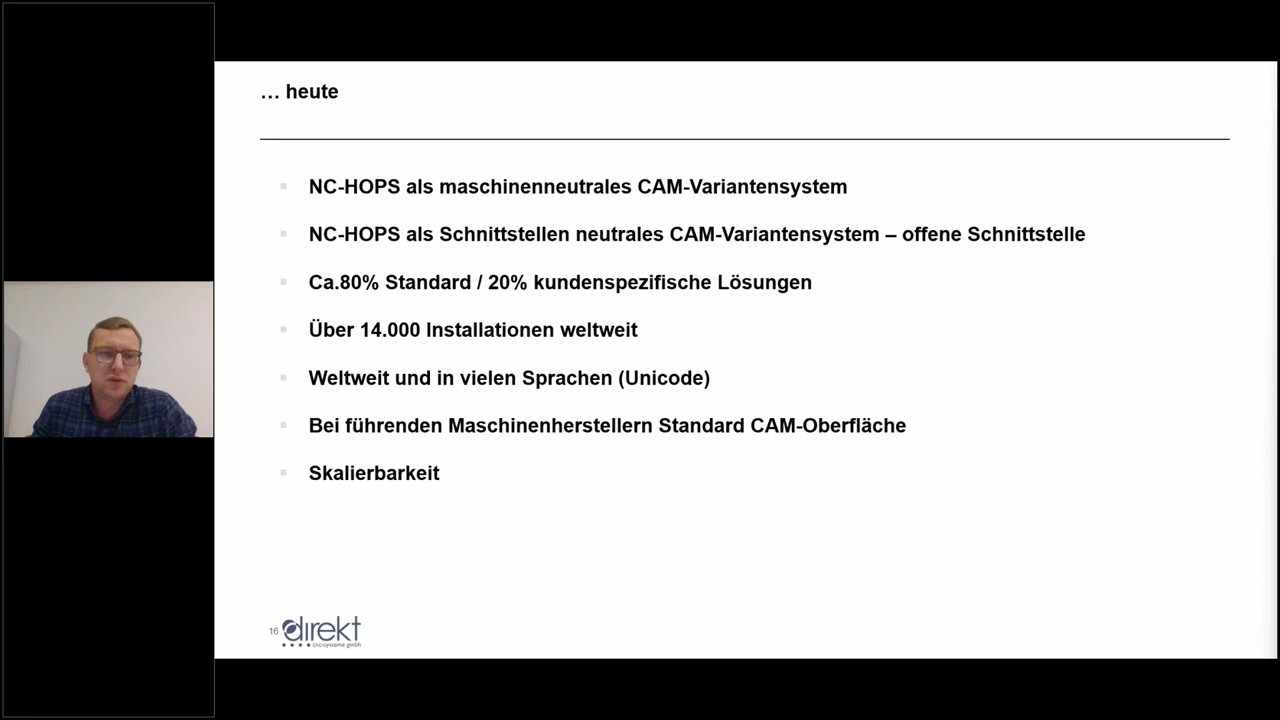 … heute
NC-HOPS als maschinenneutrales CAM-Variantensystem
NC-HOPS als Schnittstellen neutrales CAM-Variantensystem – offene Schnittstelle
Ca.80% Standard / 20% kundenspezifische Lösungen
Über 14.000 Installationen weltweit
Weltweit und in vielen Sprachen (Unicode)
Bei führenden Maschinenherstellern Standard CAM-Oberfläche
Skalierbarkeit
16 direkt
cnc-systeme gmbh